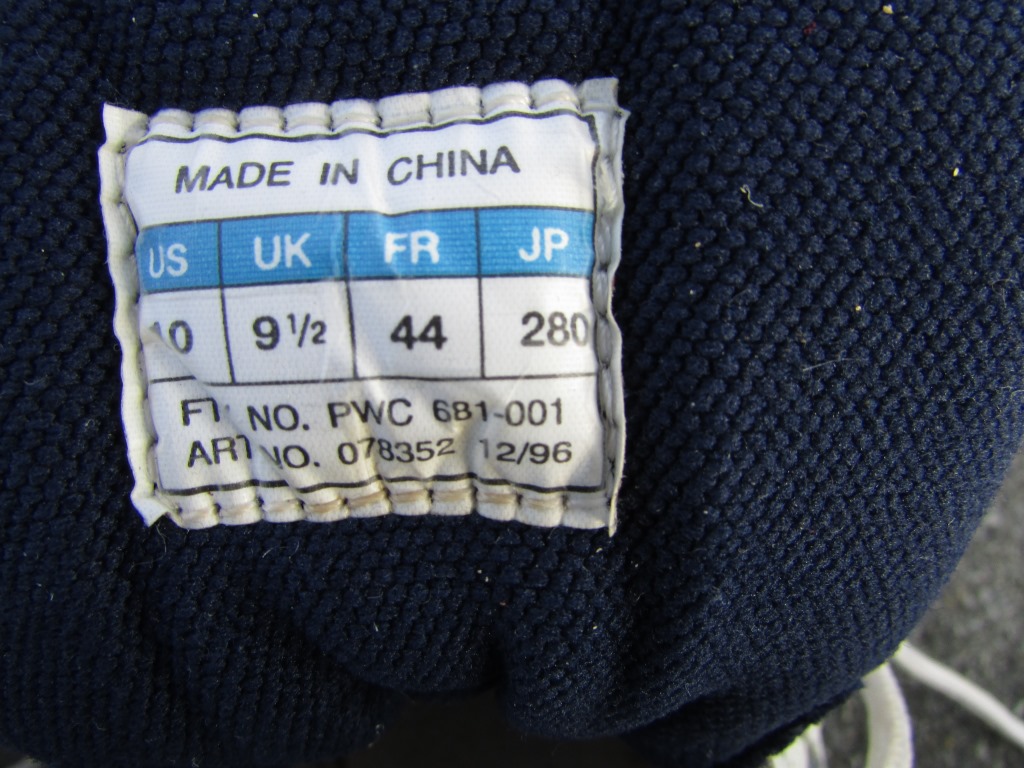 MADE IN CHINA
US UK FR JP
10 9 1/2 44 280
FT NO. PWC 681-001
ART NO. 078352 12/96